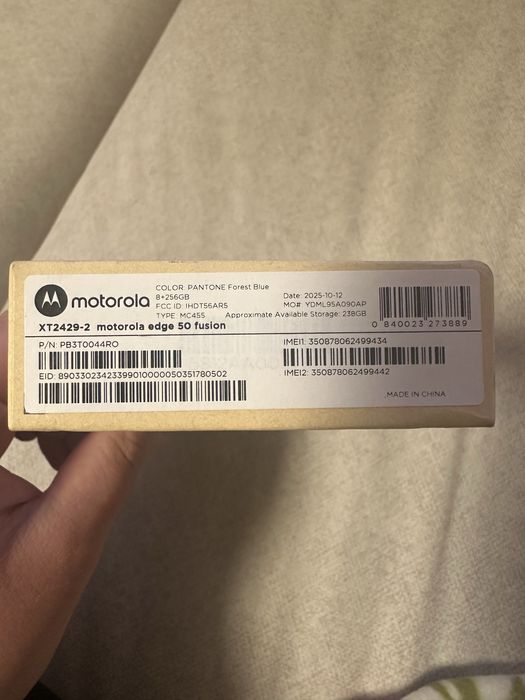 motorola
COLOR: PANTONE Forest Blue
8+256GB
FCC ID: IHDT56AR5
TYPE: MC455
Date: 2025-10-12
MO#: YDML95A090AP
Approximate Available Storage: 238GB
0 840023 273889
XT2429-2 motorola edge 50 fusion
P/N: PB3T0044RO
EID: 89033023423399010000050351780502
IMEI1: 350878062499434
IMEI2: 350878062499442
MADE IN CHINA